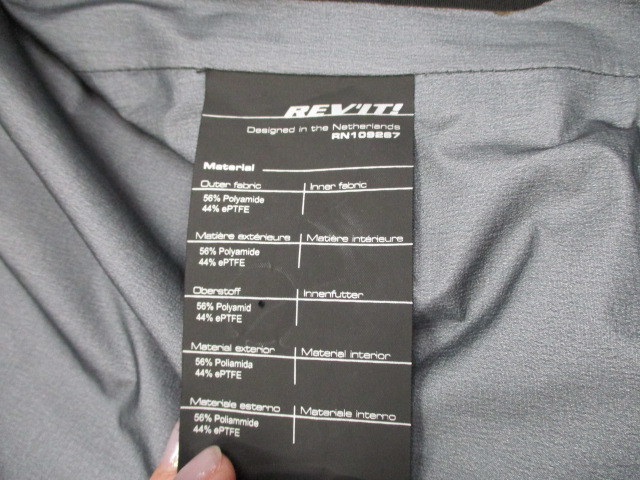 REV'IT!
Designed in the Netherlands
RN109267
Material
Outer fabric Inner fabric
56% Polyamide
44% ePTFE
Matière extérieure Matière intérieure
56% Polyamide
44% ePTFE
Oberstoff Innenfutter
56% Polyamid
44% ePTFE
Material exterior Material interior
56% Poliamida
44% ePTFE
Materiale esterno Materiale interno
56% Poliammide
44% ePTFE